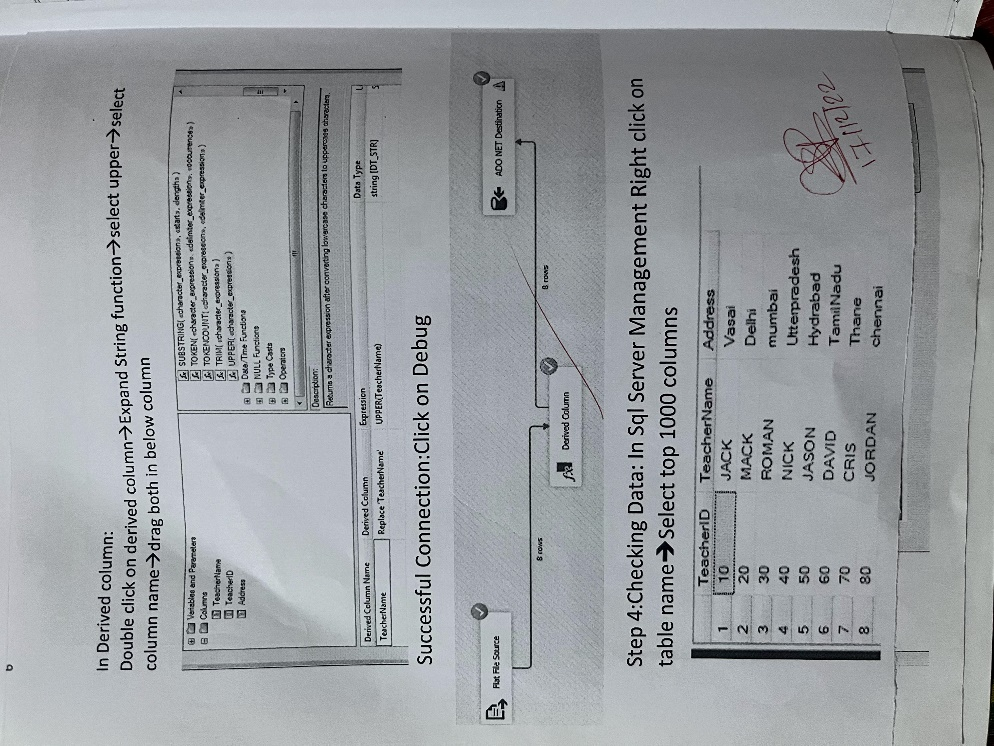 In Derived column:
Double click on derived column→Expand String function→select upper→select
column name→drag both in below column
Variables and Parameters
Columns
TeacherName
TeacherID
Address
SUBSTRING( «character_expression», «start», «length» )
TOKEN( «character_expression», «delimiter_expression», «occurrence» )
TOKENCOUNT( «character_expression», «delimiter_expression» )
TRIM( «character_expression» )
UPPER( «character_expression» )
Date/Time Functions
NULL Functions
Type Casts
Operators
Description:
Returns a character expression after converting lowercase characters to uppercase characters.
Derived Column Name Derived Column Expression Data Type L
TeacherName Replace 'TeacherName' UPPER(TeacherName) string [DT_STR] 5
Successful Connection:Click on Debug
Flat File Source
8 rows
Derived Column
8 rows
ADO NET Destination
Step 4:Checking Data: In Sql Server Management Right click on
table name→Select top 1000 columns
TeacherID TeacherName Address
1 10 JACK Vasai
2 20 MACK Delhi
3 30 ROMAN mumbai
4 40 NICK Utterpradesh
5 50 JASON Hydrabad
6 60 DAVID TamilNadu
7 70 CRIS Thane
8 80 JORDAN chennai
17/12/22